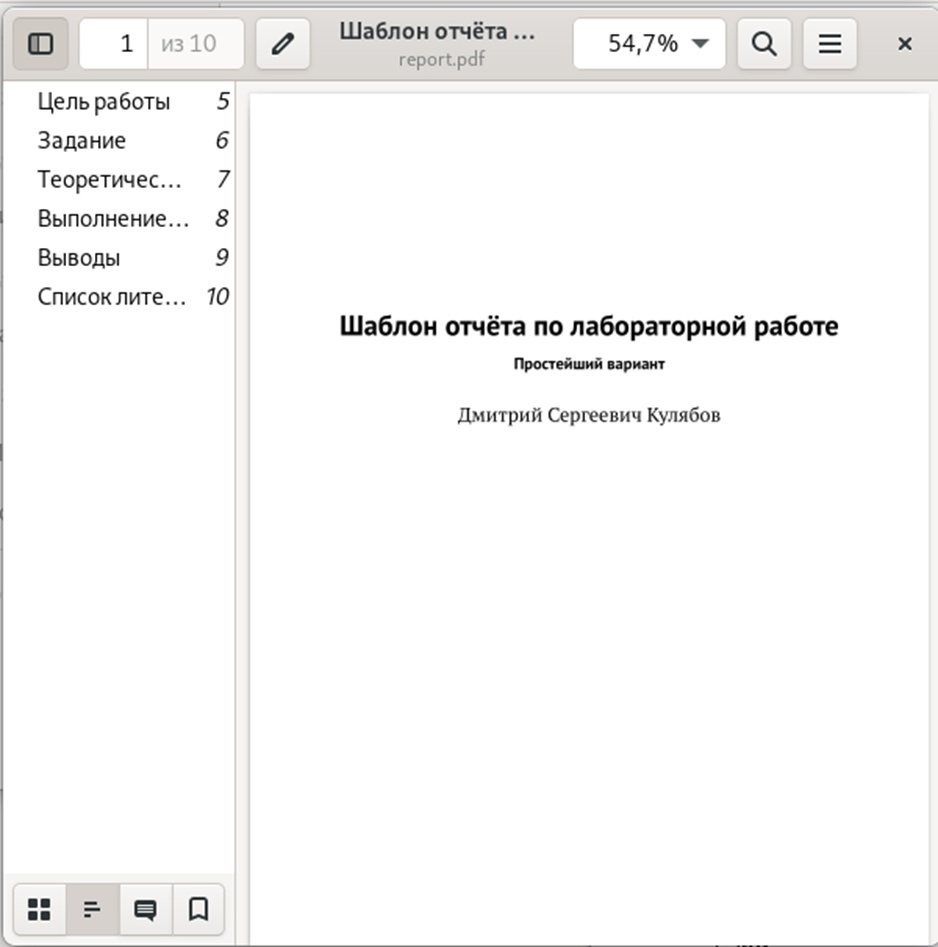 1 из 10 Шаблон отчёта ... 54,7%
report.pdf
Цель работы 5
Задание 6
Теоретичес... 7
Выполнение... 8
Выводы 9
Список лите... 10
Шаблон отчёта по лабораторной работе
Простейший вариант
Дмитрий Сергеевич Кулябов